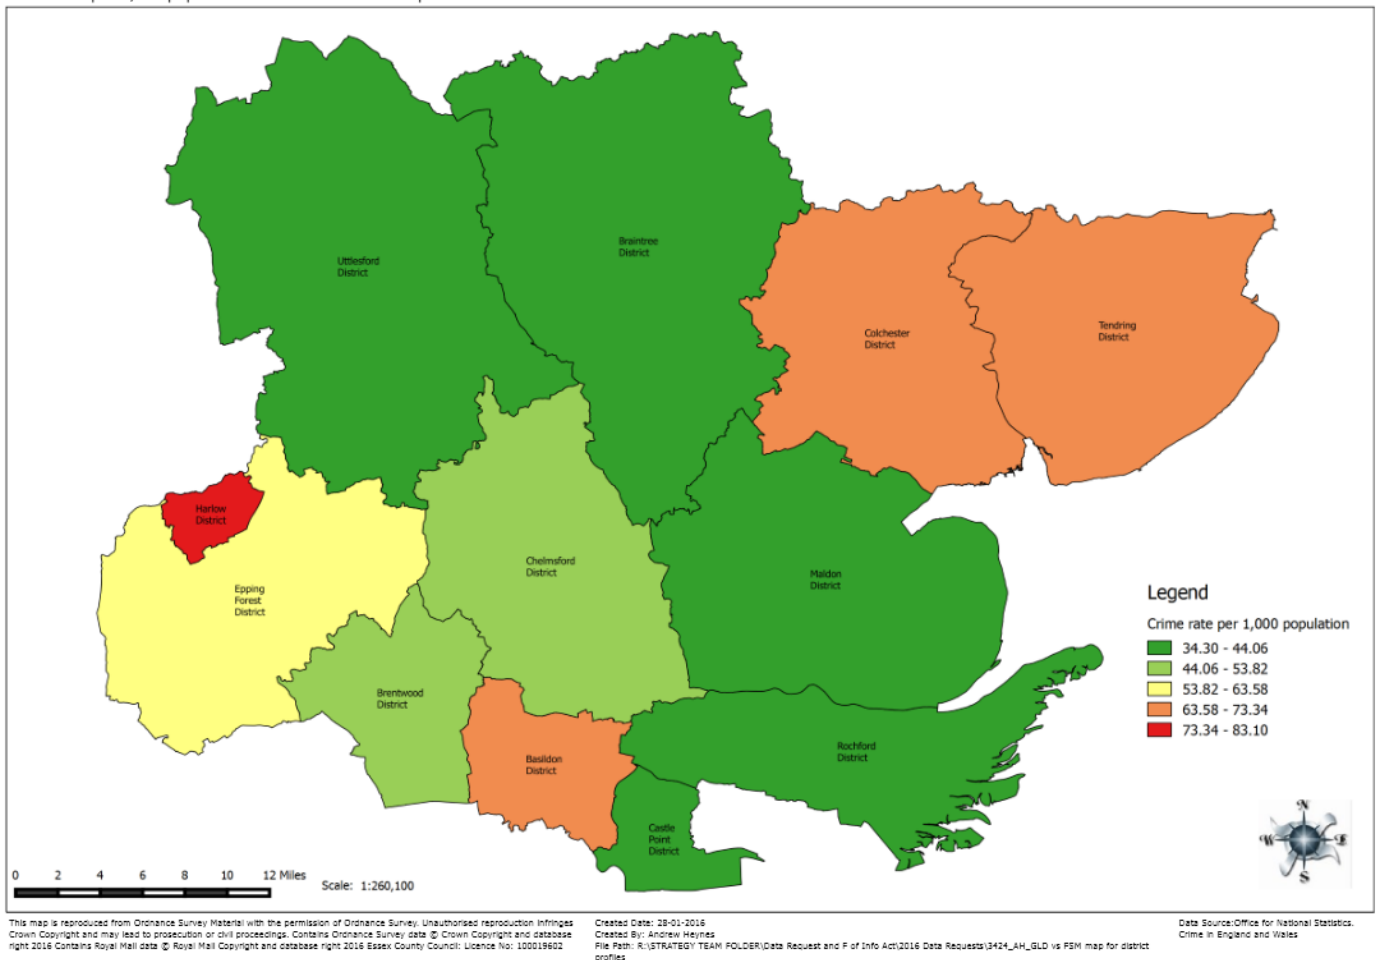 Uttlesford
District
Braintree
District
Colchester
District
Tendring
District
Harlow
District
Epping
Forest
District
Chelmsford
District
Maldon
District
Brentwood
District
Basildon
District
Rochford
District
Castle
Point
District
Legend
Crime rate per 1,000 population
34.30 - 44.06
44.06 - 53.82
53.82 - 63.58
63.58 - 73.34
73.34 - 83.10
N
W
E
S
0 2 4 6 8 10 12 Miles
Scale: 1:260,100
This map is reproduced from Ordnance Survey Material with the permission of Ordnance Survey. Unauthorised reproduction infringes
Crown Copyright and may lead to prosecution or civil proceedings. Contains Ordnance Survey data © Crown Copyright and database
right 2016 Contains Royal Mail data © Royal Mail Copyright and database right 2016 Essex County Council: Licence No: 100019602
Created Date: 28-01-2016
Created By: Andrew Heynes
File Path: R:\STRATEGY TEAM FOLDER\Data Request and F of Info Act\2016 Data Requests\3424_AH_GLD vs FSM map for district
profiles
Data Source:Office for National Statistics.
Crime in England and Wales